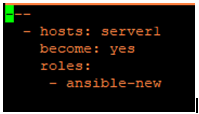 ---
- hosts: server1
become: yes
roles:
- ansible-new